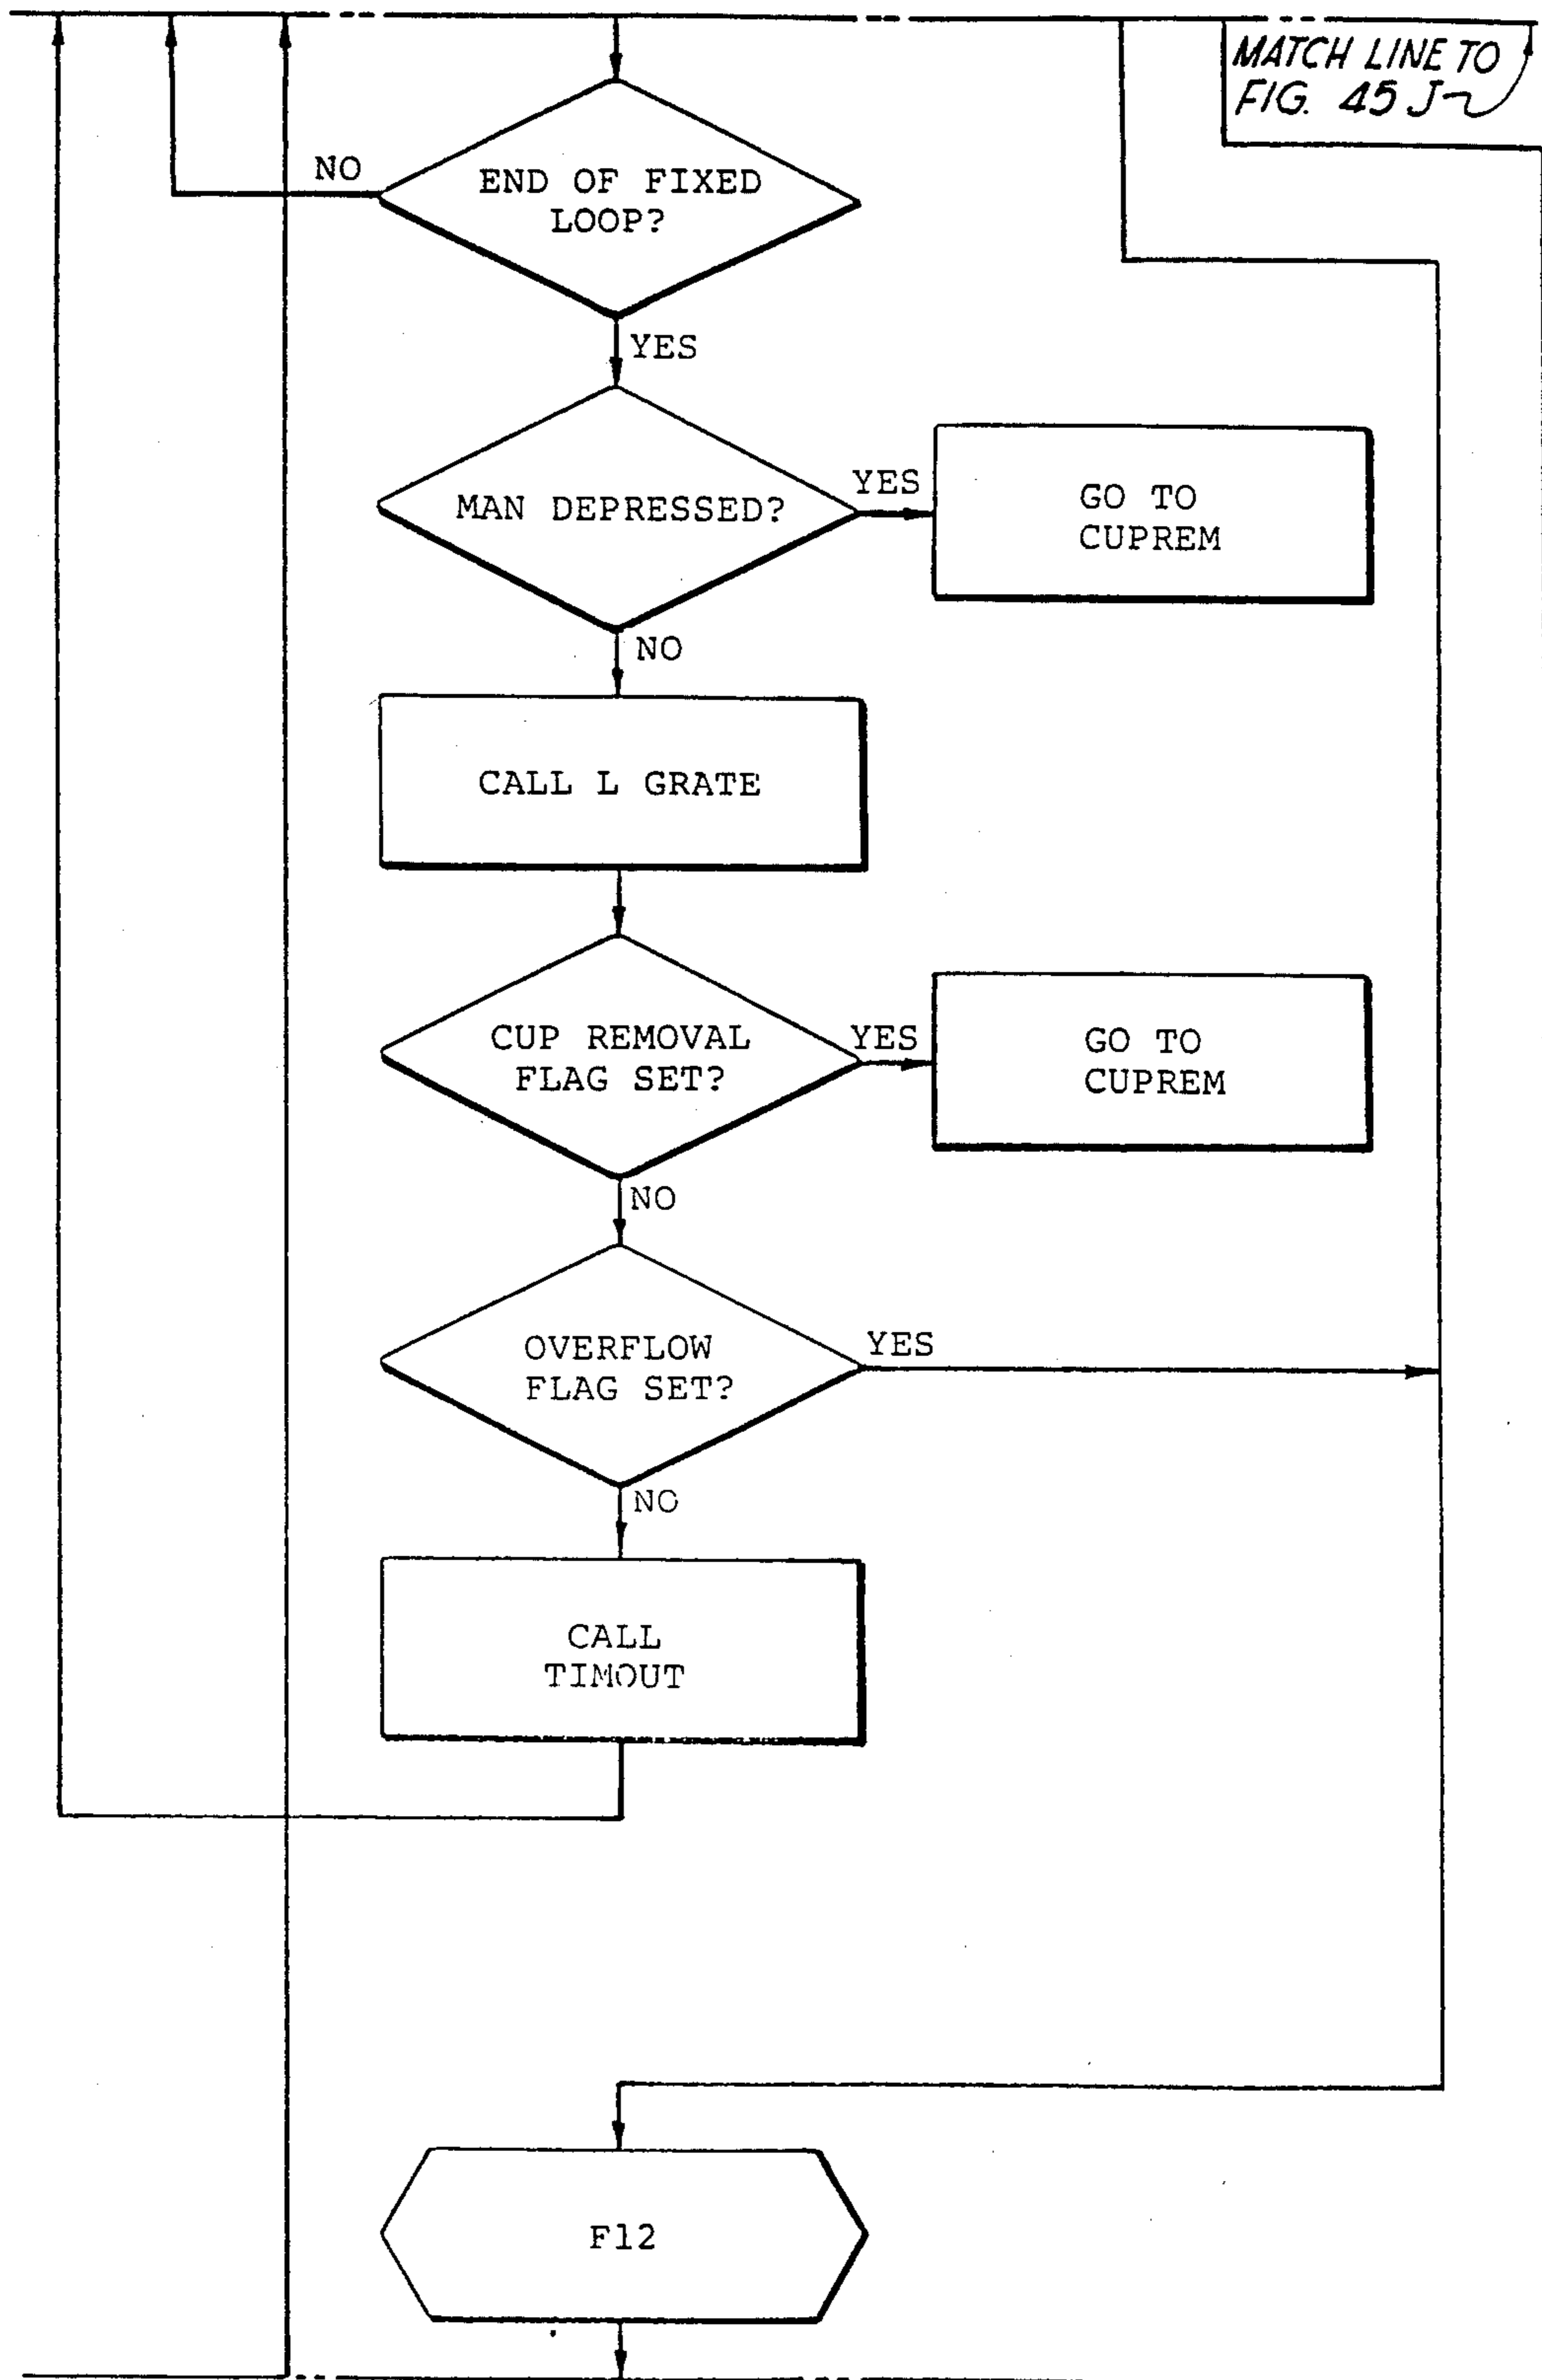 MATCH LINE TO
FIG. 45 J
NO
END OF FIXED
LOOP?
YES
MAN DEPRESSED?
YES
GO TO
CUPREM
NO
CALL L GRATE
CUP REMOVAL
FLAG SET?
YES
GO TO
CUPREM
NO
OVERFLOW
FLAG SET?
YES
NO
CALL
TIMOUT
F12